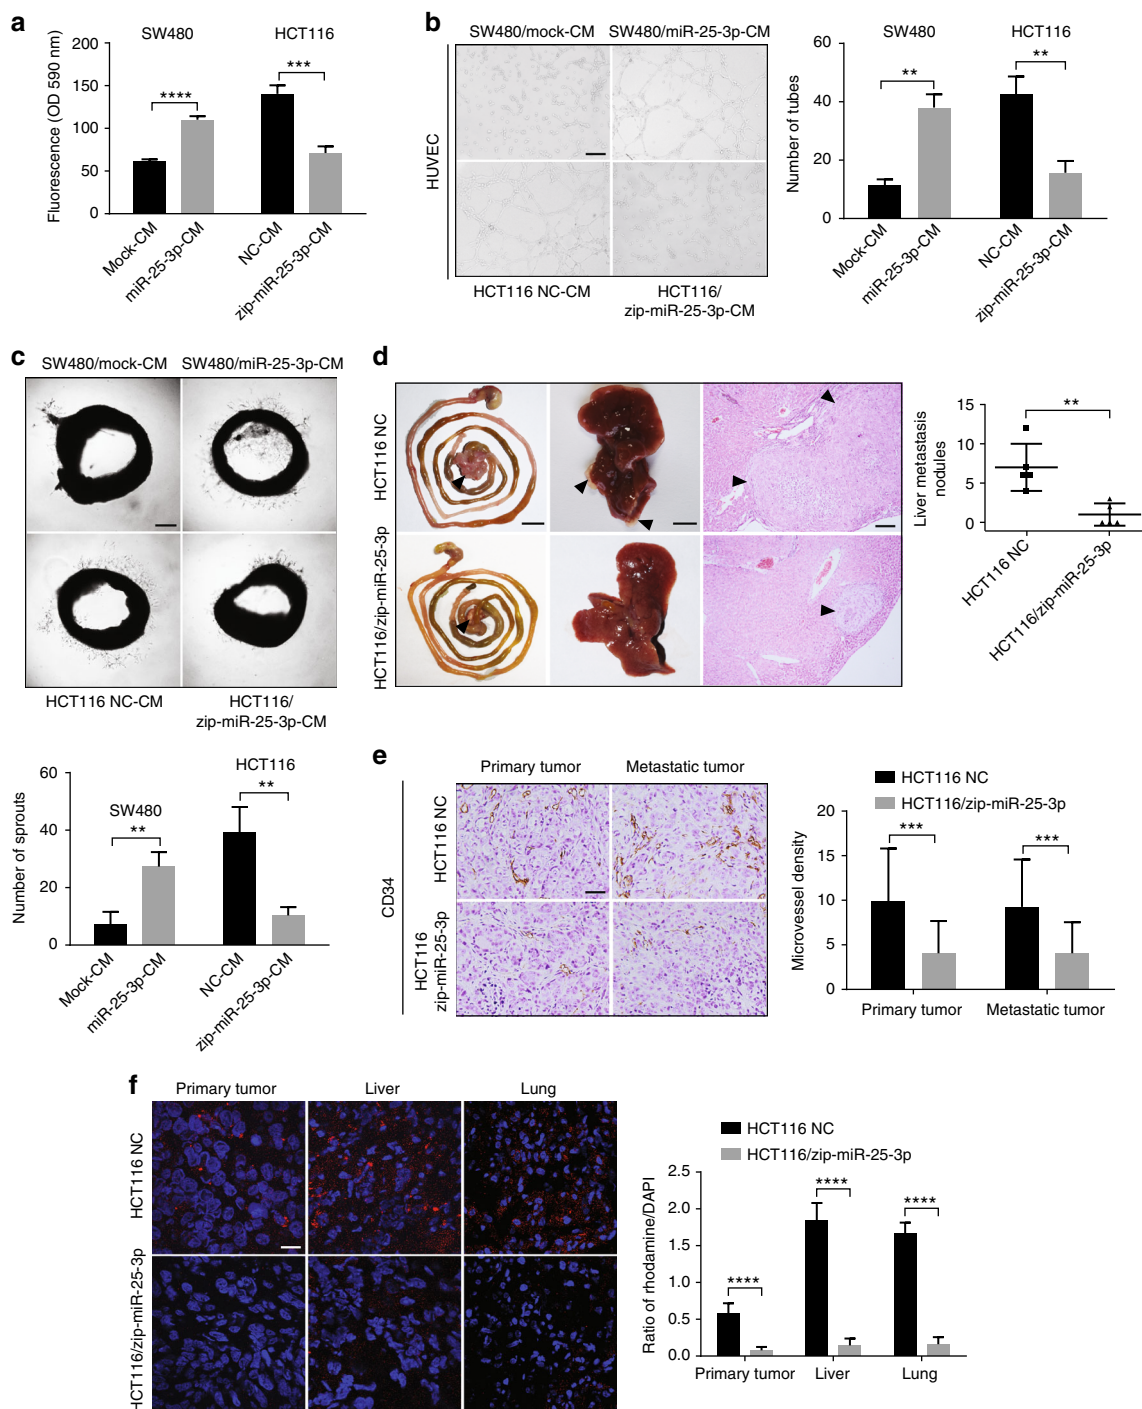 a
SW480
HCT116
Fluorescence (OD 590 nm)
200
150
100
50
0
****
***
Mock-CM
miR-25-3p-CM
NC-CM
zip-miR-25-3p-CM
b
SW480/mock-CM
SW480/miR-25-3p-CM
HUVEC
HCT116 NC-CM
HCT116/
zip-miR-25-3p-CM
SW480
HCT116
Number of tubes
60
40
20
0
**
**
Mock-CM
miR-25-3p-CM
NC-CM
zip-miR-25-3p-CM
c
SW480/mock-CM
SW480/miR-25-3p-CM
HCT116 NC-CM
HCT116/
zip-miR-25-3p-CM
Number of sprouts
60
40
20
0
SW480
**
HCT116
**
Mock-CM
miR-25-3p-CM
NC-CM
zip-miR-25-3p-CM
d
HCT116 NC
HCT116/zip-miR-25-3p
Liver metastasis
nodules
15
10
5
0
**
HCT116 NC
HCT116/zip-miR-25-3p
e
Primary tumor
Metastatic tumor
CD34
HCT116 NC
HCT116
zip-miR-25-3p
HCT116 NC
HCT116/zip-miR-25-3p
Microvessel density
20
15
10
5
0
***
***
Primary tumor
Metastatic tumor
f
Primary tumor
Liver
Lung
HCT116 NC
HCT116/zip-miR-25-3p
HCT116 NC
HCT116/zip-miR-25-3p
Ratio of rhodamine/DAPI
2.5
2.0
1.5
1.0
0.5
0.0
****
****
****
Primary tumor
Liver
Lung